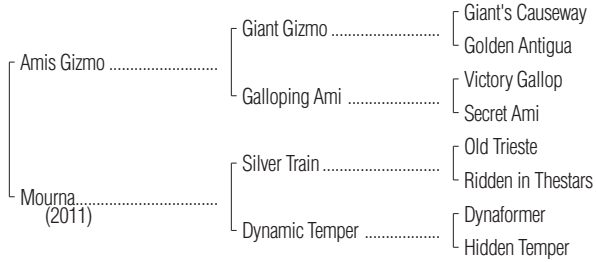 Giant's Causeway
Giant Gizmo ..............................
Golden Antigua
Amis Gizmo ..............................
Victory Gallop
Galloping Ami ......................
Secret Ami
Old Trieste
Silver Train ..............................
Ridden in Thestars
Mourna..............................
(2011)
Dynaformer
Dynamic Temper ..................
Hidden Temper